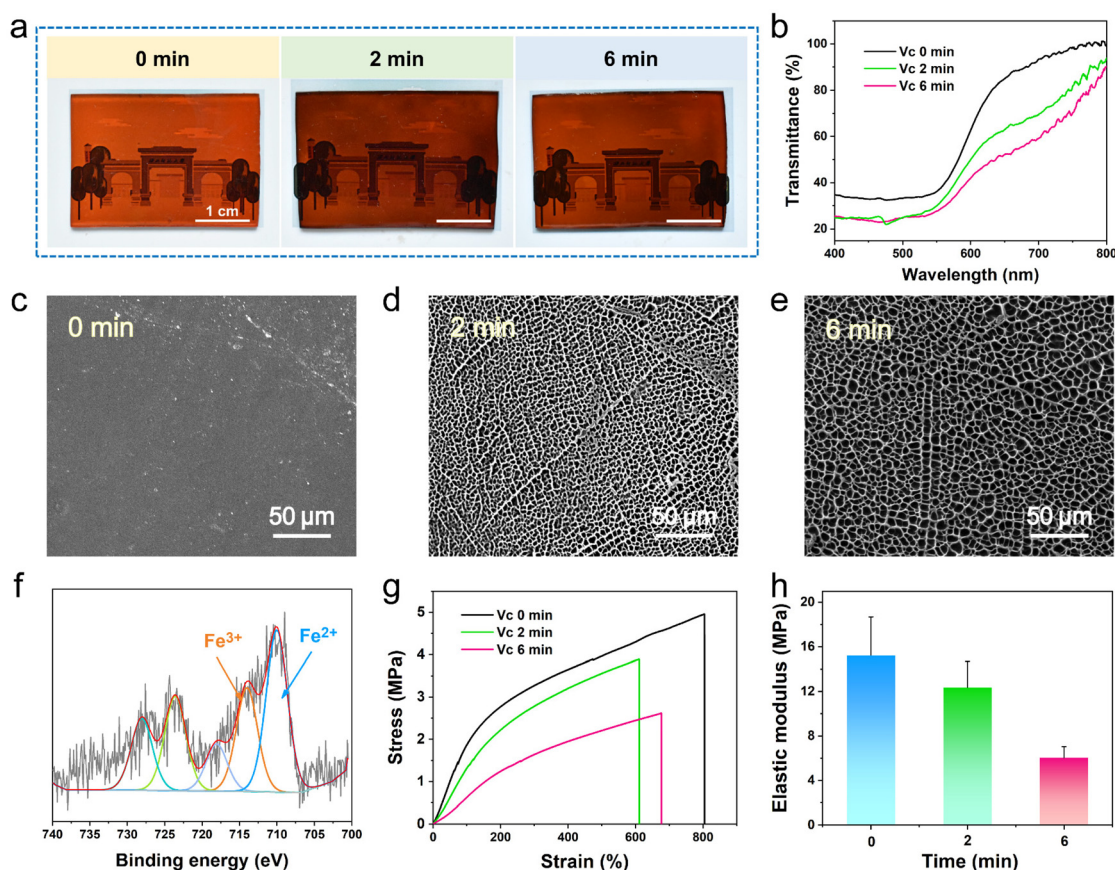 a
0 min
2 min
6 min
1 cm
b
Transmittance (%)
100
80
60
40
20
Vc 0 min
Vc 2 min
Vc 6 min
400
500
600
700
800
Wavelength (nm)
c
0 min
50 μm
d
2 min
50 μm
e
6 min
50 μm
f
Fe³⁺
Fe²⁺
740
735
730
725
720
715
710
705
700
Binding energy (eV)
g
Stress (MPa)
6
5
4
3
2
1
0
Vc 0 min
Vc 2 min
Vc 6 min
0
200
400
600
800
Strain (%)
h
Elastic modulus (MPa)
20
16
12
8
4
0
0
2
6
Time (min)